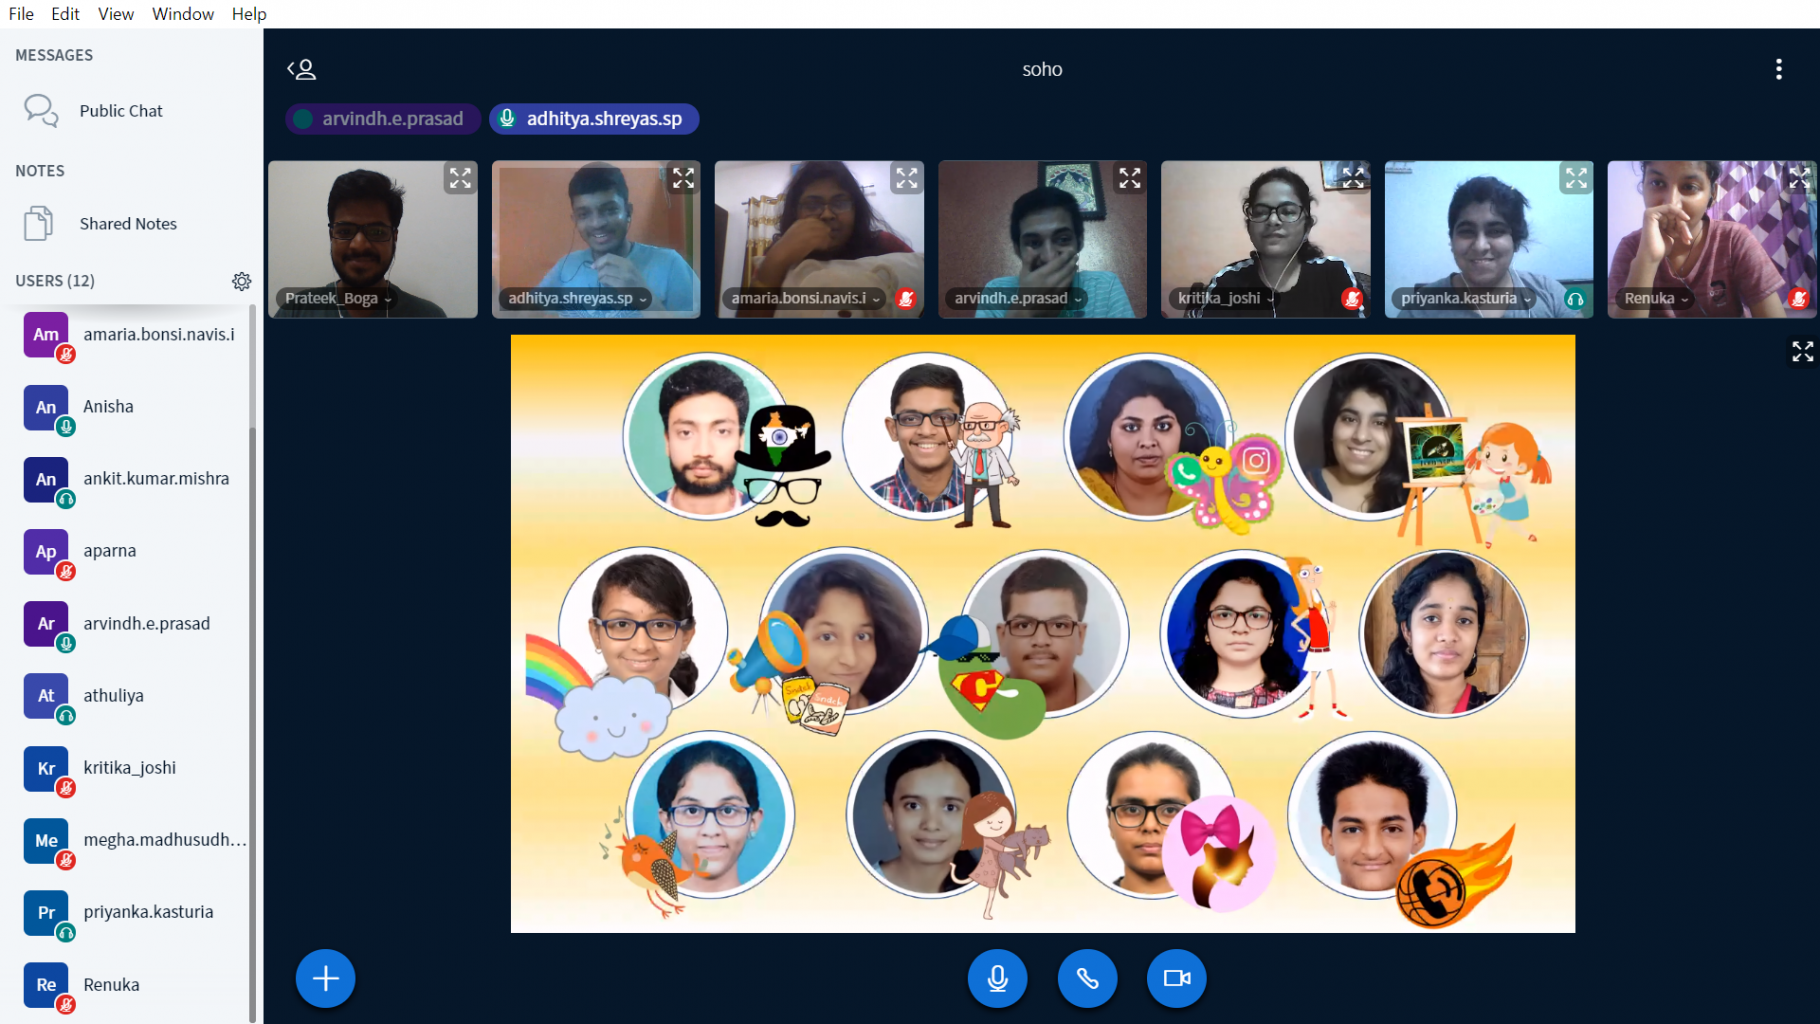 File Edit View Window Help
MESSAGES
Public Chat
NOTES
Shared Notes
USERS (12)
Am amaria.bonsi.navis.i
An Anisha
An ankit.kumar.mishra
Ap aparna
Ar arvindh.e.prasad
At athuliya
Kr kritika_joshi
Me megha.madhusudh...
Pr priyanka.kasturia
Re Renuka
soho
arvindh.e.prasad adhitya.shreyas.sp
Prateek_Boga adhitya.shreyas.sp amaria.bonsi.navis.i arvindh.e.prasad kritika_joshi priyanka.kasturia Renuka
Snack
Snack
C